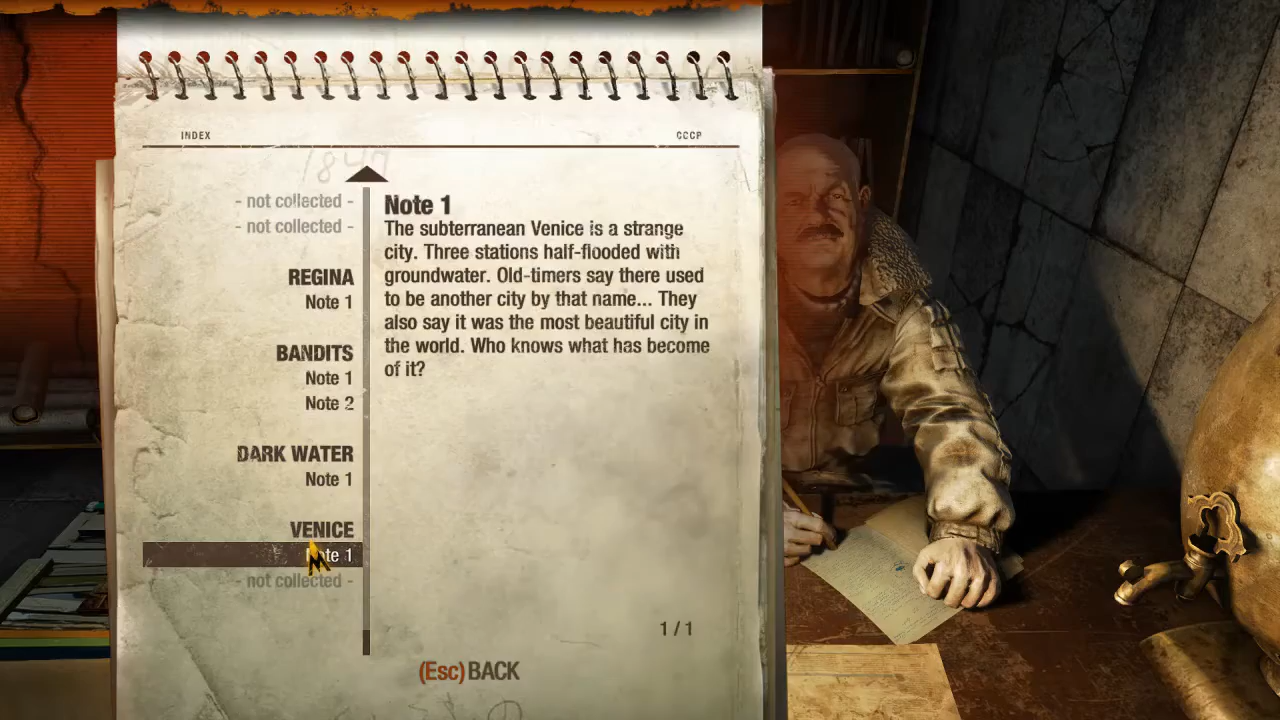 INDEX
CCCP
- not collected -
- not collected -
REGINA
Note 1
BANDITS
Note 1
Note 2
DARK WATER
Note 1
VENICE
Note 1
- not collected -
Note 1
The subterranean Venice is a strange
city. Three stations half-flooded with
groundwater. Old-timers say there used
to be another city by that name... They
also say it was the most beautiful city in
the world. Who knows what has become
of it?
1 / 1
(Esc) BACK